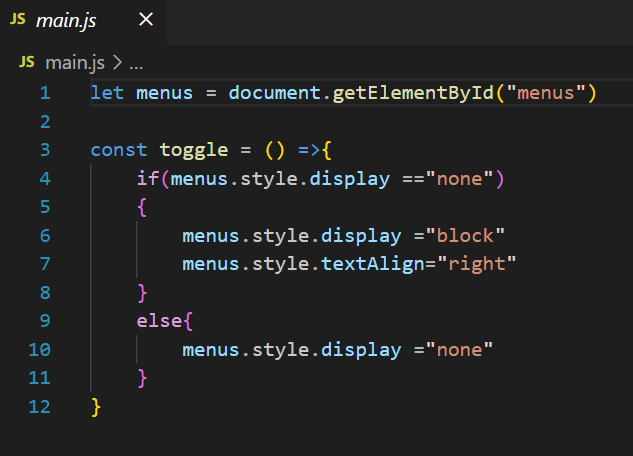 JS main.js ×
JS main.js > ...
1 let menus = document.getElementById("menus")
2
3 const toggle = () =>{
4     if(menus.style.display =="none")
5     {
6         menus.style.display ="block"
7         menus.style.textAlign="right"
8     }
9     else{
10         menus.style.display ="none"
11     }
12 }